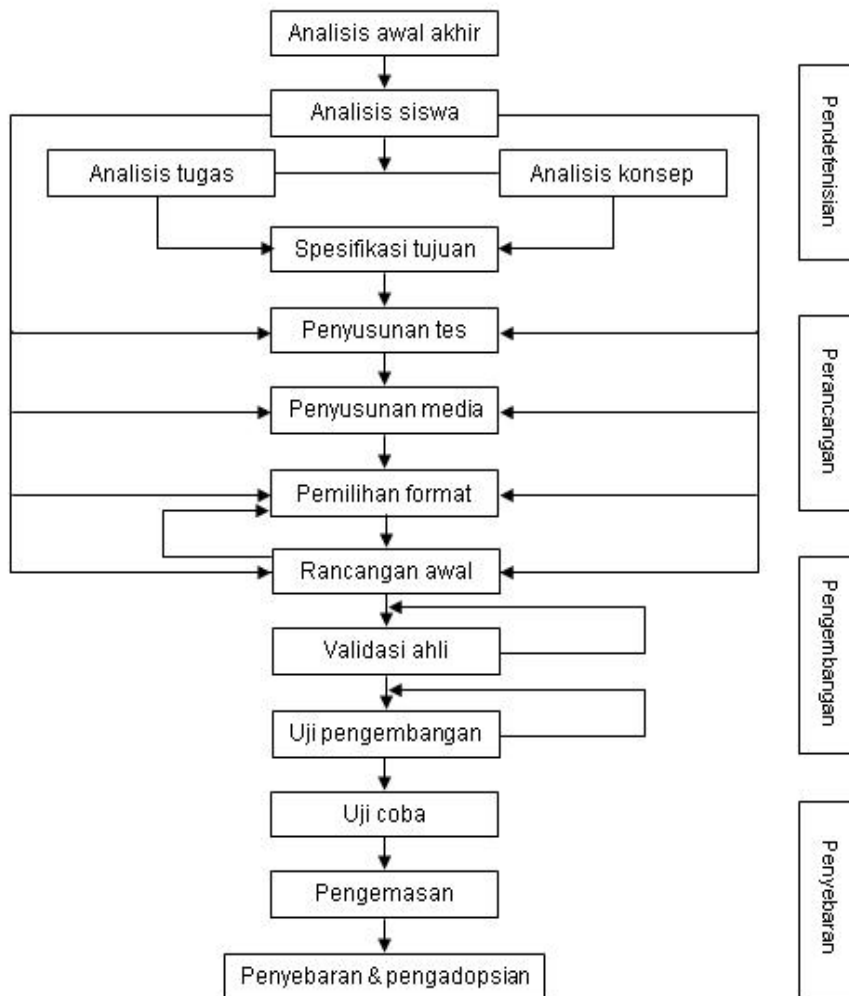 Analisis awal akhir
Analisis siswa
Analisis tugas
Analisis konsep
Spesifikasi tujuan
Penyusunan tes
Penyusunan media
Pemilihan format
Rancangan awal
Validasi ahli
Uji pengembangan
Uji coba
Pengemasan
Penyebaran & pengadopsian
Pendefenisian
Perancangan
Pengembangan
Penyebaran